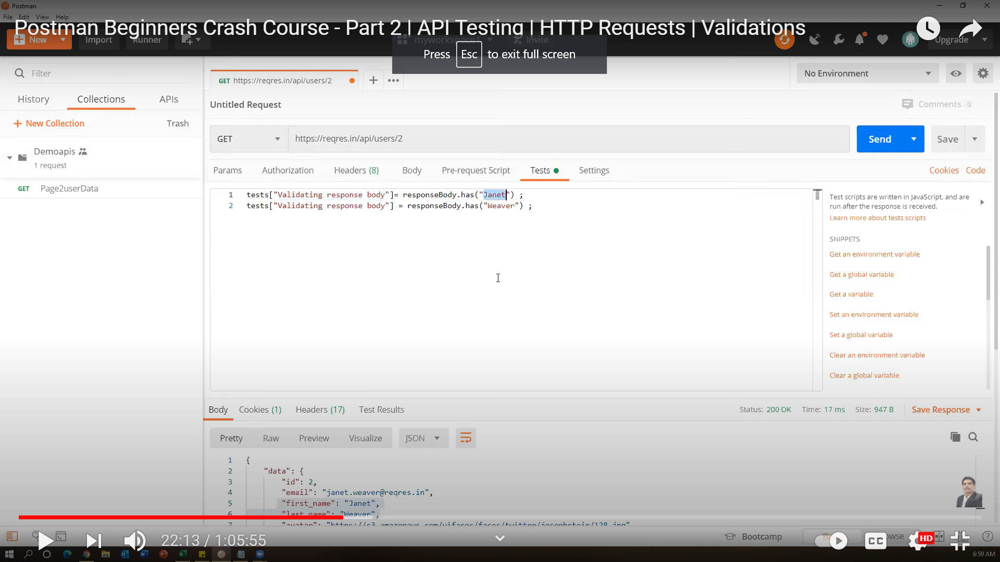 Postman
File Edit View Help
Postman Beginners Crash Course - Part 2 | API Testing | HTTP Requests | Validations
New Import Runner myworkspace1 Invite Upgrade
Press Esc to exit full screen
Filter
GET https://reqres.in/api/users/2
No Environment
History Collections APIs
Untitled Request
Comments 0
New Collection Trash
GET https://reqres.in/api/users/2 Send Save
Demoapis
1 request
Params Authorization Headers (8) Body Pre-request Script Tests Settings Cookies Code
GET Page2userData
1 tests["Validating response body"]= responseBody.has("Janet") ;
2 tests["Validating response body"] = responseBody.has("Weaver") ;
Test scripts are written in JavaScript, and are
run after the response is received.
Learn more about tests scripts
SNIPPETS
Get an environment variable
Get a global variable
Get a variable
Set an environment variable
Set a global variable
Clear an environment variable
Clear a global variable
Body Cookies (1) Headers (17) Test Results Status: 200 OK Time: 17 ms Size: 947 B Save Response
Pretty Raw Preview Visualize JSON
1 {
2 "data": {
3 "id": 2,
4 "email": "janet.weaver@reqres.in",
5 "first_name": "Janet",
6 "last_name": "Weaver",
7 "avatar": "https://s3.amazonaws.com/uifaces/faces/twitter/josephstein/128.jpg"
22:13 / 1:05:55
Bootcamp
CC HD
6:59 AM